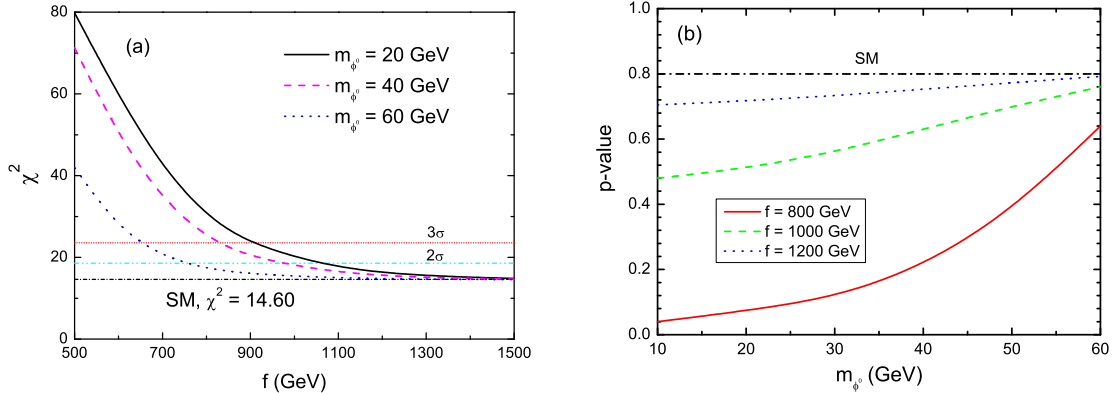 (a)
m_ϕ⁰ = 20 GeV
m_ϕ⁰ = 40 GeV
m_ϕ⁰ = 60 GeV
χ²
80
60
40
20
0
3σ
2σ
SM, χ² = 14.60
500 700 900 1100 1300 1500
f (GeV)
(b)
SM
p-value
1.0
0.8
0.6
0.4
0.2
0.0
f = 800 GeV
f = 1000 GeV
f = 1200 GeV
10 20 30 40 50 60
m_ϕ⁰ (GeV)